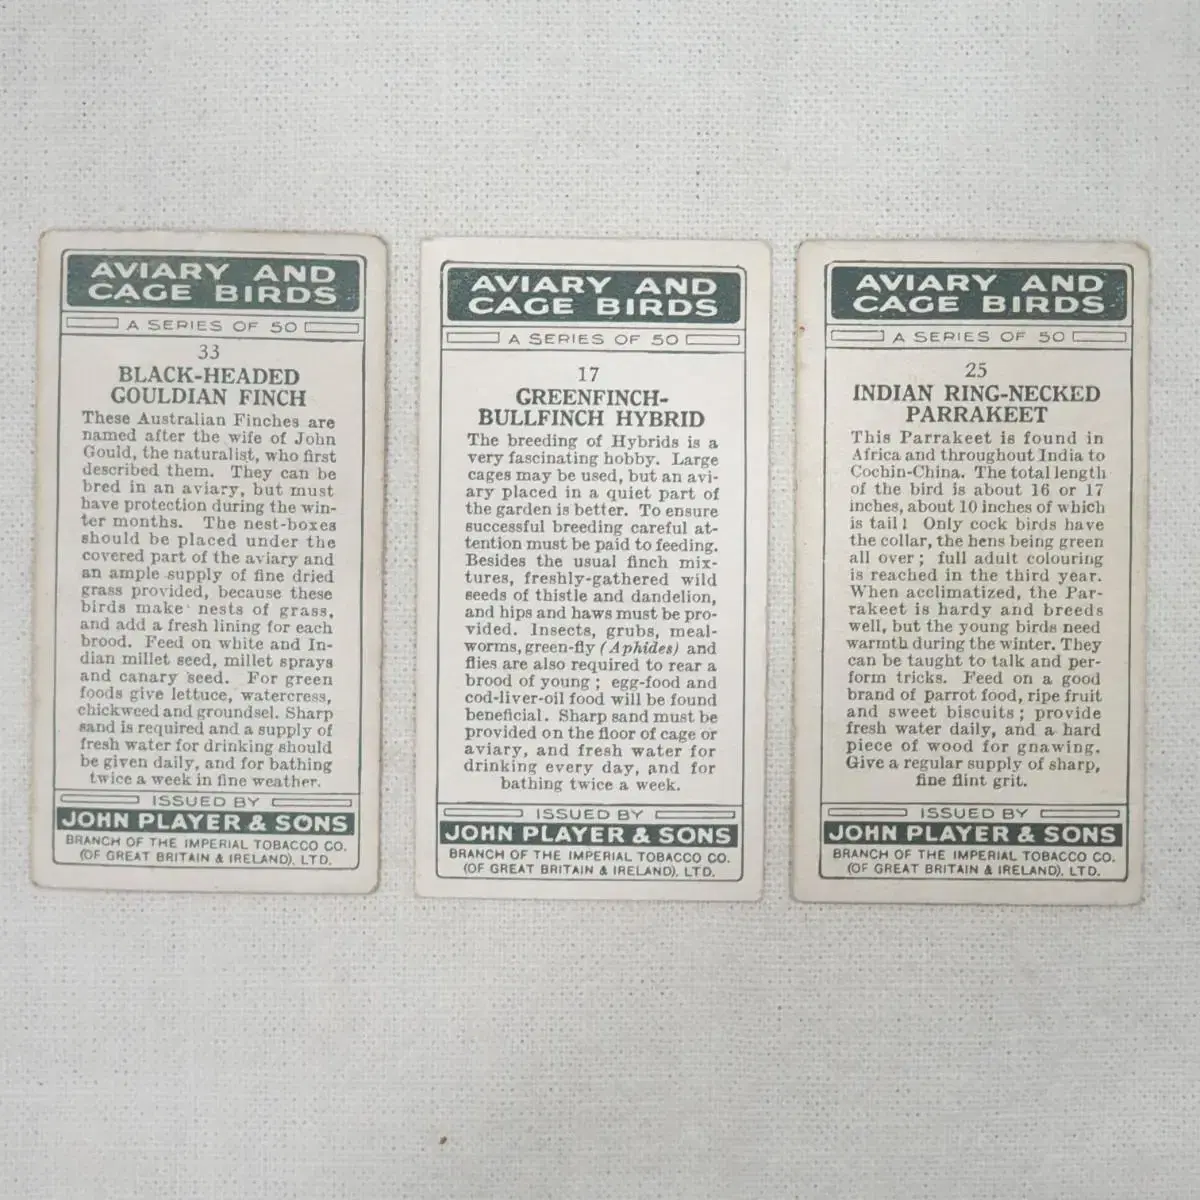 AVIARY AND
CAGE BIRDS
A SERIES OF 50
33
BLACK-HEADED
GOULDIAN FINCH
These Australian Finches are
named after the wife of John
Gould, the naturalist, who first
described them. They can be
bred in an aviary, but must
have protection during the win-
ter months. The nest-boxes
should be placed under the
covered part of the aviary and
an ample supply of fine dried
grass provided, because these
birds make nests of grass,
and add a fresh lining for each
brood. Feed on white and In-
dian millet seed, millet sprays
and canary seed. For green
foods give lettuce, watercress,
chickweed and groundsel. Sharp
sand is required and a supply of
fresh water for drinking should
be given daily, and for bathing
twice a week in fine weather.
ISSUED BY
JOHN PLAYER & SONS
BRANCH OF THE IMPERIAL TOBACCO CO.
(OF GREAT BRITAIN & IRELAND), LTD.
AVIARY AND
CAGE BIRDS
A SERIES OF 50
17
GREENFINCH-
BULLFINCH HYBRID
The breeding of Hybrids is a
very fascinating hobby. Large
cages may be used, but an avi-
ary placed in a quiet part of
the garden is better. To ensure
successful breeding careful at-
tention must be paid to feeding.
Besides the usual finch mix-
tures, freshly-gathered wild
seeds of thistle and dandelion,
and hips and haws must be pro-
vided. Insects, grubs, meal-
worms, green-fly (Aphides) and
flies are also required to rear a
brood of young ; egg-food and
cod-liver-oil food will be found
beneficial. Sharp sand must be
provided on the floor of cage or
aviary, and fresh water for
drinking every day, and for
bathing twice a week.
ISSUED BY
JOHN PLAYER & SONS
BRANCH OF THE IMPERIAL TOBACCO CO.
(OF GREAT BRITAIN & IRELAND), LTD.
AVIARY AND
CAGE BIRDS
A SERIES OF 50
25
INDIAN RING-NECKED
PARRAKEET
This Parrakeet is found in
Africa and throughout India to
Cochin-China. The total length
of the bird is about 16 or 17
inches, about 10 inches of which
is tail! Only cock birds have
the collar, the hens being green
all over ; full adult colouring
is reached in the third year.
When acclimatized, the Par-
rakeet is hardy and breeds
well, but the young birds need
warmth during the winter. They
can be taught to talk and per-
form tricks. Feed on a good
brand of parrot food, ripe fruit
and sweet biscuits ; provide
fresh water daily, and a hard
piece of wood for gnawing.
Give a regular supply of sharp,
fine flint grit.
ISSUED BY
JOHN PLAYER & SONS
BRANCH OF THE IMPERIAL TOBACCO CO.
(OF GREAT BRITAIN & IRELAND), LTD.